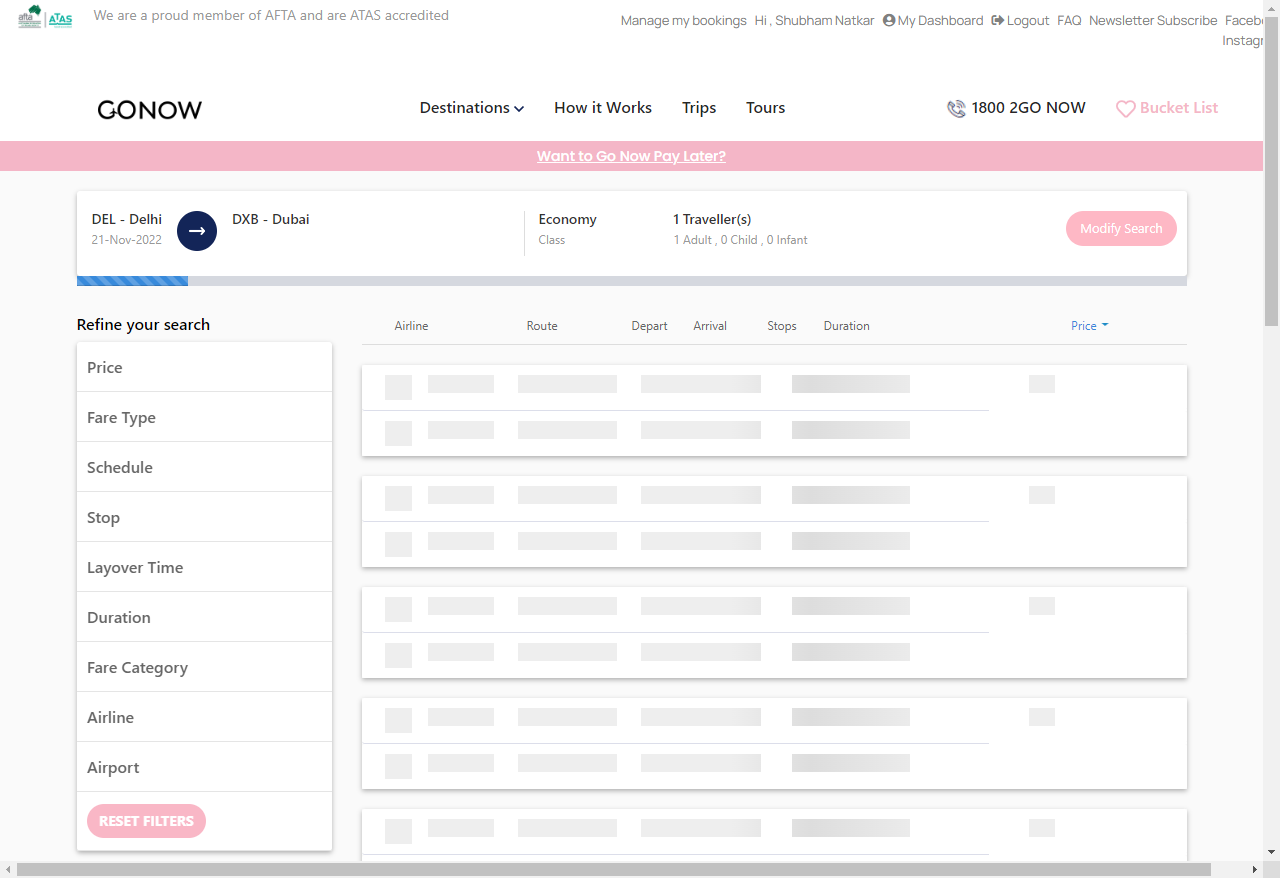 afta ATAS We are a proud member of AFTA and are ATAS accredited
Manage my bookings Hi , Shubham Natkar My Dashboard Logout FAQ Newsletter Subscribe
GONOW Destinations How it Works Trips Tours 1800 2GO NOW Bucket List
Want to Go Now Pay Later?
DEL - Delhi DXB - Dubai Economy 1 Traveller(s)
21-Nov-2022 Class 1 Adult , 0 Child , 0 Infant
Modify Search
Refine your search
Airline Route Depart Arrival Stops Duration Price
Price
Fare Type
Schedule
Stop
Layover Time
Duration
Fare Category
Airline
Airport
RESET FILTERS